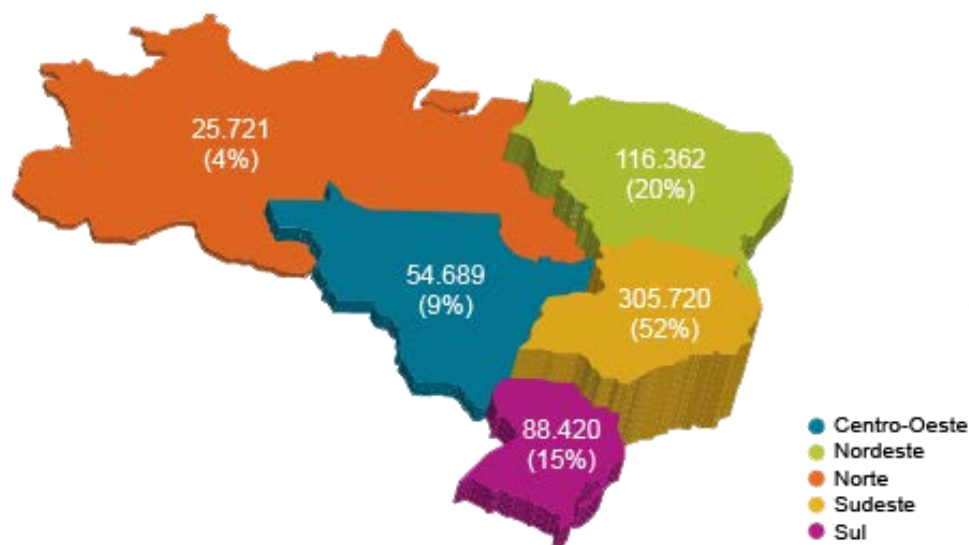 25.721
(4%)
116.362
(20%)
54.689
(9%)
305.720
(52%)
88.420
(15%)
Centro-Oeste
Nordeste
Norte
Sudeste
Sul